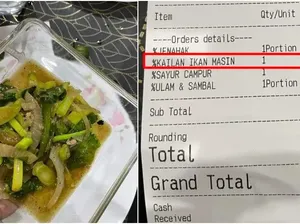 Item Qty/Unit
----Orders details----
%JENAHAK 1Portion
%KAILAN IKAN MASIN 1
%SAYUR CAMPUR 1
%ULAM & SAMBAL 1Portion
Sub Total
Rounding
Total
Grand Total
Cash
Received